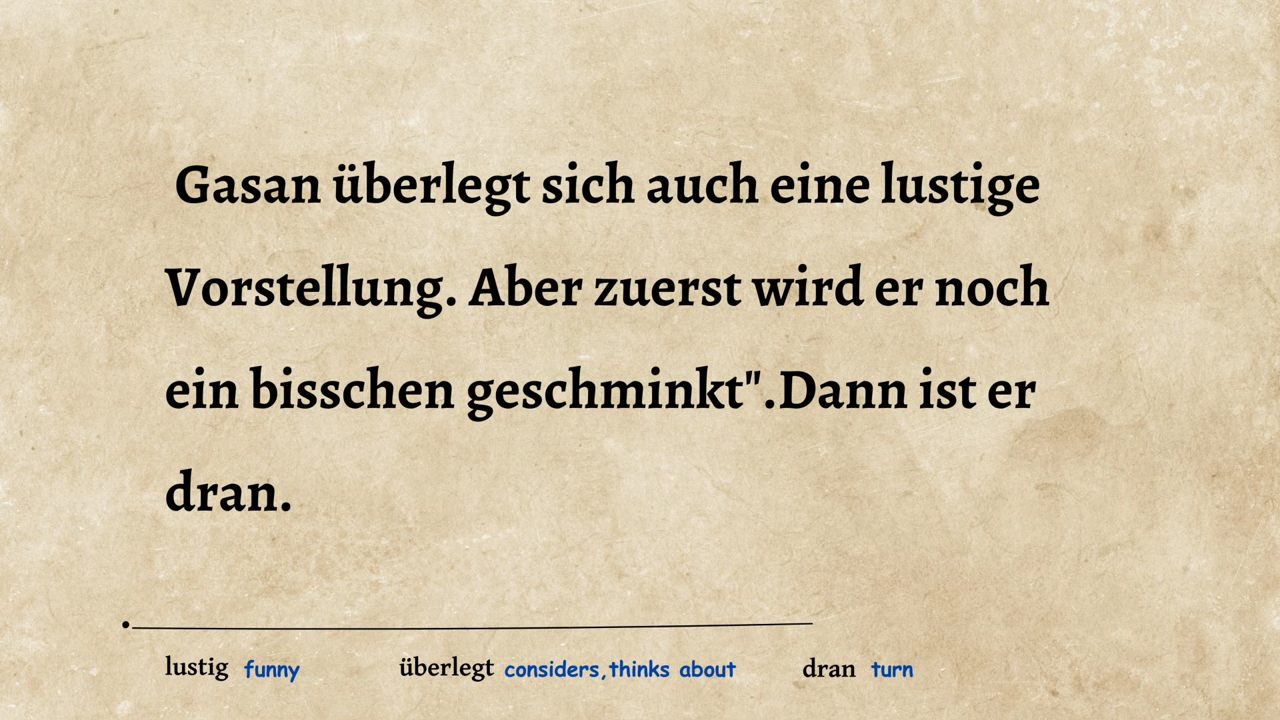 Gasan überlegt sich auch eine lustige
Vorstellung. Aber zuerst wird er noch
ein bisschen geschminkt".Dann ist er
dran.
lustig funny überlegt considers,thinks about dran turn